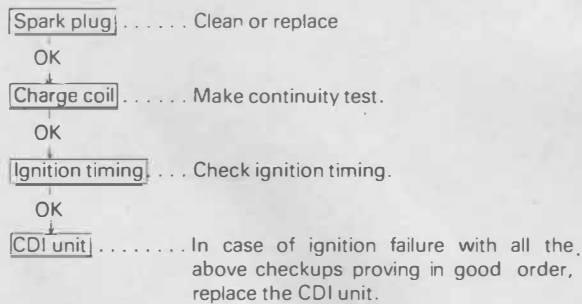 Spark plug ...... Clean or replace
OK
Charge coil ...... Make continuity test.
OK
Ignition timing .... Check ignition timing.
OK
CDI unit ........ In case of ignition failure with all the
above checkups proving in good order,
replace the CDI unit.